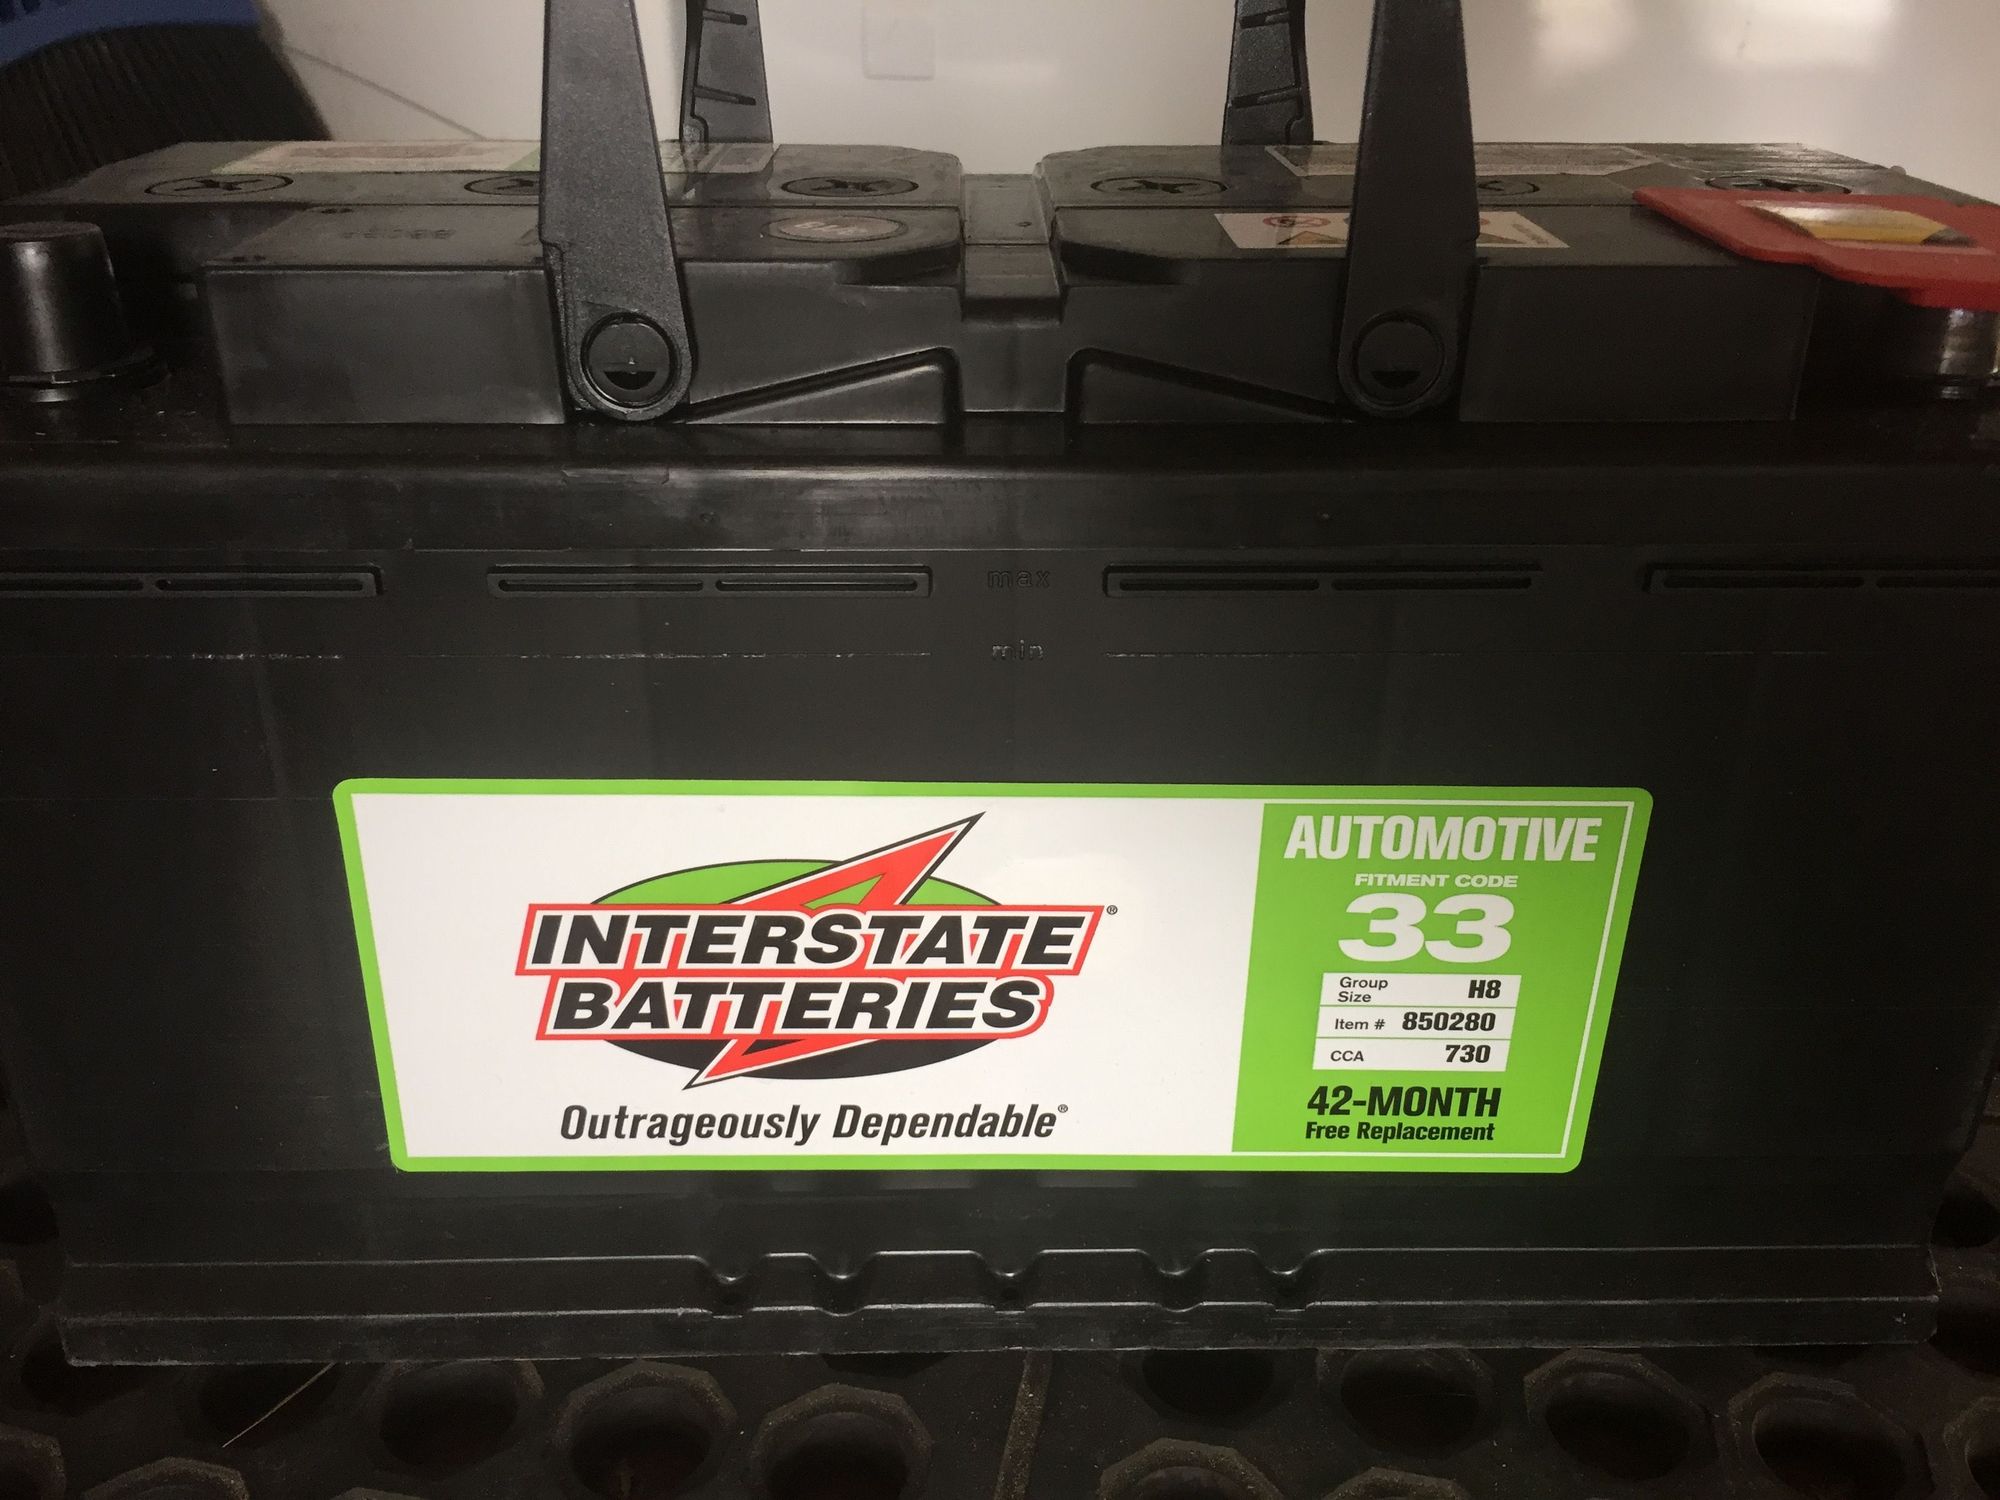 max
min
INTERSTATE®
BATTERIES
Outrageously Dependable®
AUTOMOTIVE
FITMENT CODE
33
Group Size H8
Item # 850280
CCA 730
42-MONTH
Free Replacement